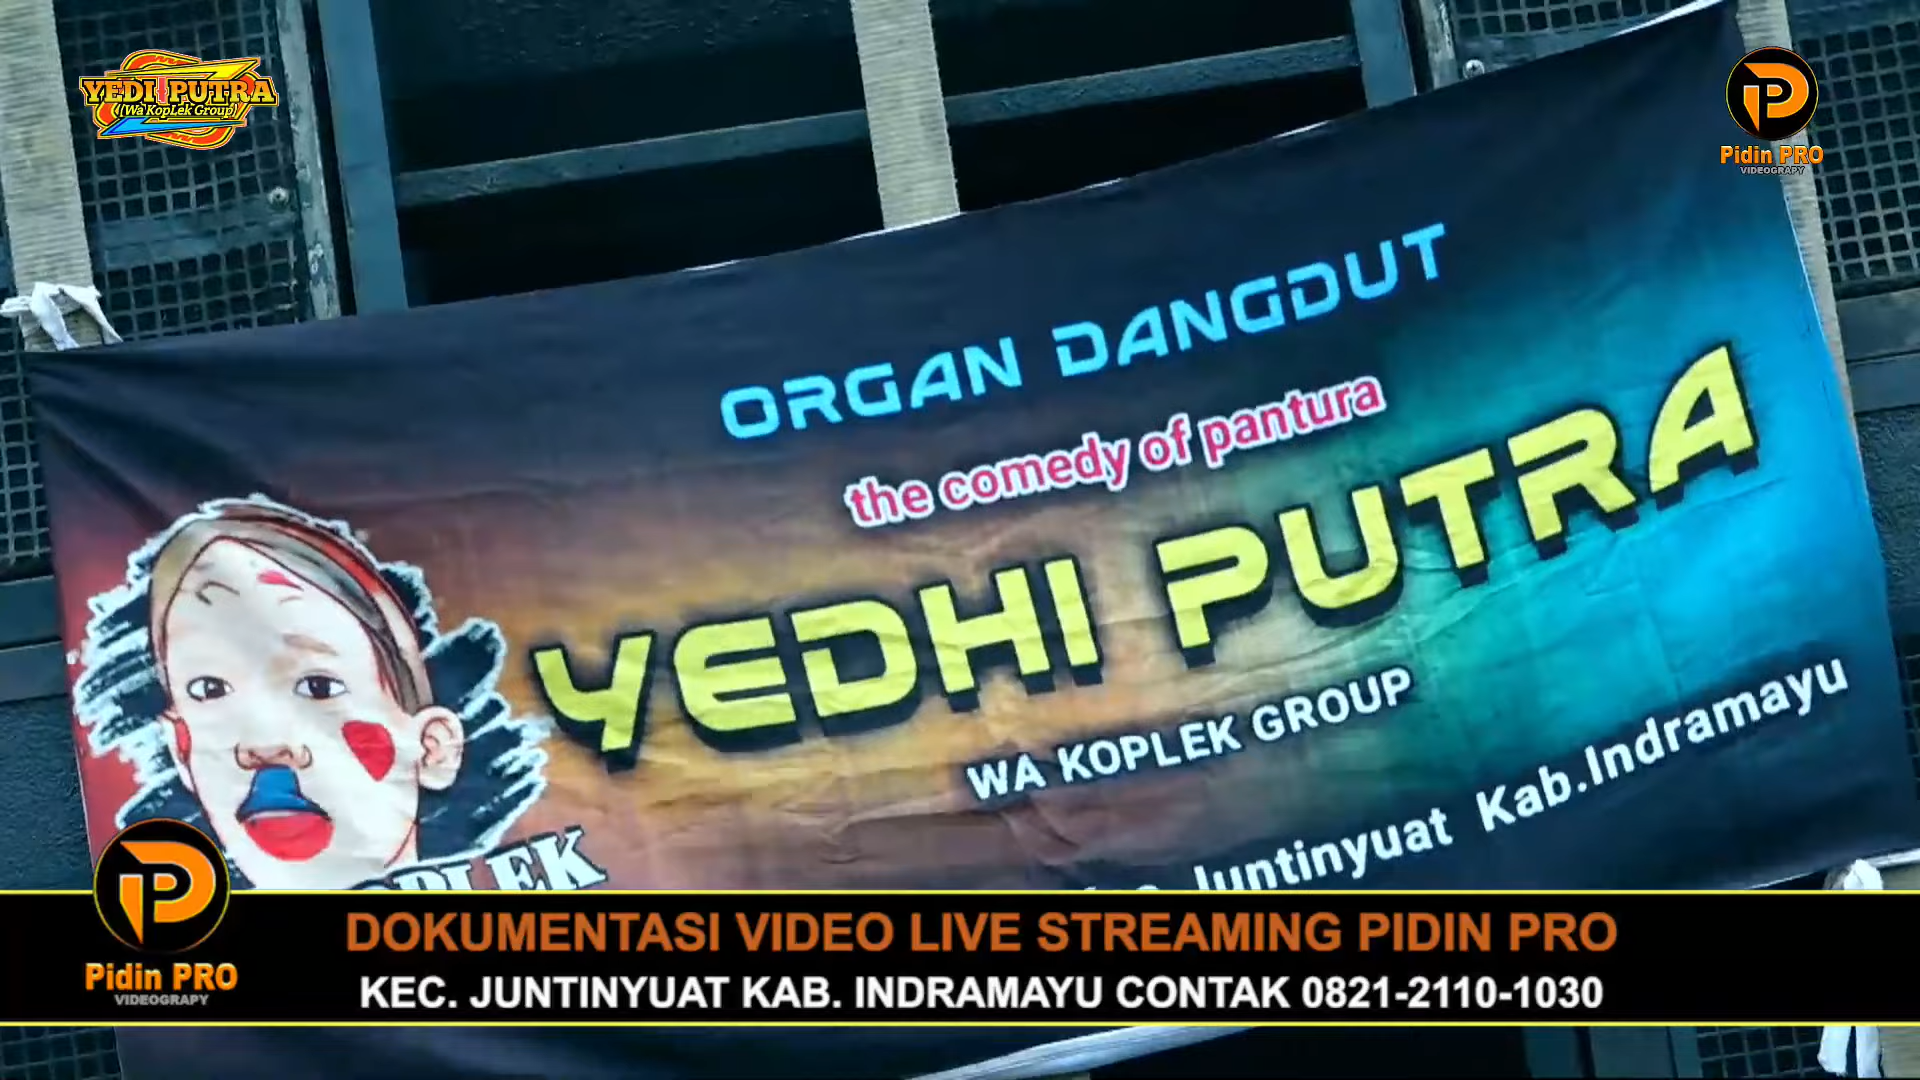 YEDI PUTRA
(Wa KopLek Group)
Pidin PRO
VIDEOGRAPY
ORGAN DANGDUT
the comedy of pantura
YEDHI PUTRA
WA KOPLEK GROUP
Juntinyuat Kab.Indramayu
Pidin PRO
VIDEOGRAPY
DOKUMENTASI VIDEO LIVE STREAMING PIDIN PRO
KEC. JUNTINYUAT KAB. INDRAMAYU CONTAK 0821-2110-1030